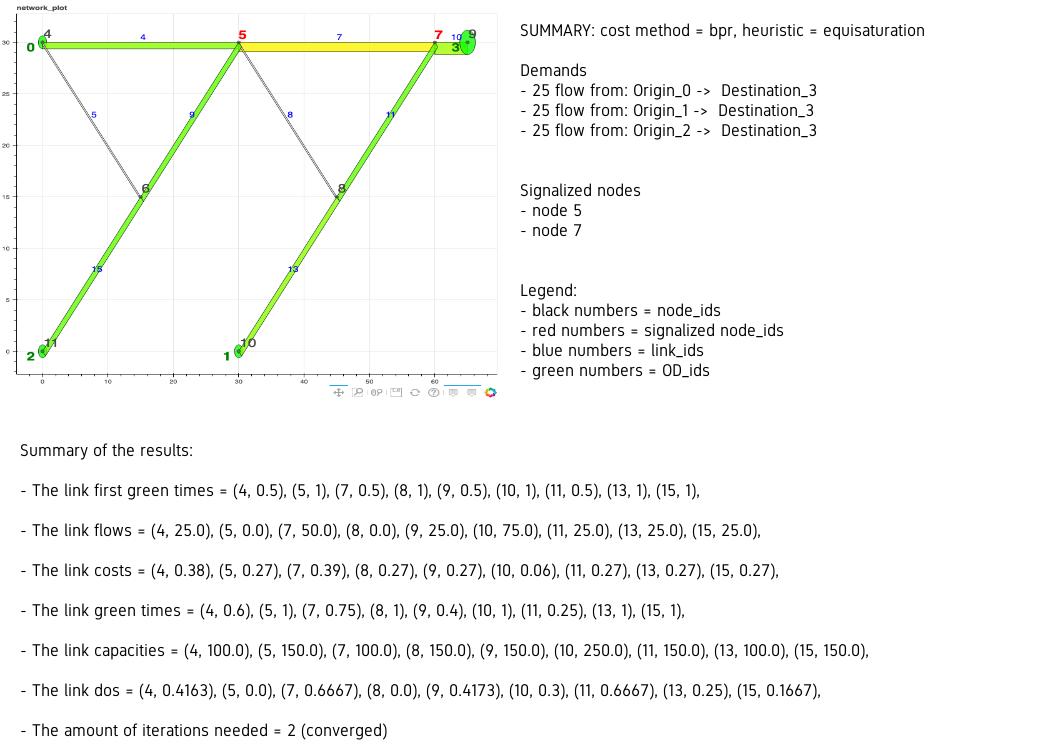 network_plot
SUMMARY: cost method = bpr, heuristic = equisaturation
Demands
- 25 flow from: Origin_0 -> Destination_3
- 25 flow from: Origin_1 -> Destination_3
- 25 flow from: Origin_2 -> Destination_3
Signalized nodes
- node 5
- node 7
Legend:
- black numbers = node_ids
- red numbers = signalized node_ids
- blue numbers = link_ids
- green numbers = OD_ids
4 4 5 7 7 10 9
30 0 3
25
5 9 8 11
20
6 8
15
10
15 13
5
11 10
0 2 1
0 10 20 30 40 50 60
Summary of the results:
- The link first green times = (4, 0.5), (5, 1), (7, 0.5), (8, 1), (9, 0.5), (10, 1), (11, 0.5), (13, 1), (15, 1),
- The link flows = (4, 25.0), (5, 0.0), (7, 50.0), (8, 0.0), (9, 25.0), (10, 75.0), (11, 25.0), (13, 25.0), (15, 25.0),
- The link costs = (4, 0.38), (5, 0.27), (7, 0.39), (8, 0.27), (9, 0.27), (10, 0.06), (11, 0.27), (13, 0.27), (15, 0.27),
- The link green times = (4, 0.6), (5, 1), (7, 0.75), (8, 1), (9, 0.4), (10, 1), (11, 0.25), (13, 1), (15, 1),
- The link capacities = (4, 100.0), (5, 150.0), (7, 100.0), (8, 150.0), (9, 150.0), (10, 250.0), (11, 150.0), (13, 100.0), (15, 150.0),
- The link dos = (4, 0.4163), (5, 0.0), (7, 0.6667), (8, 0.0), (9, 0.4173), (10, 0.3), (11, 0.6667), (13, 0.25), (15, 0.1667),
- The amount of iterations needed = 2 (converged)